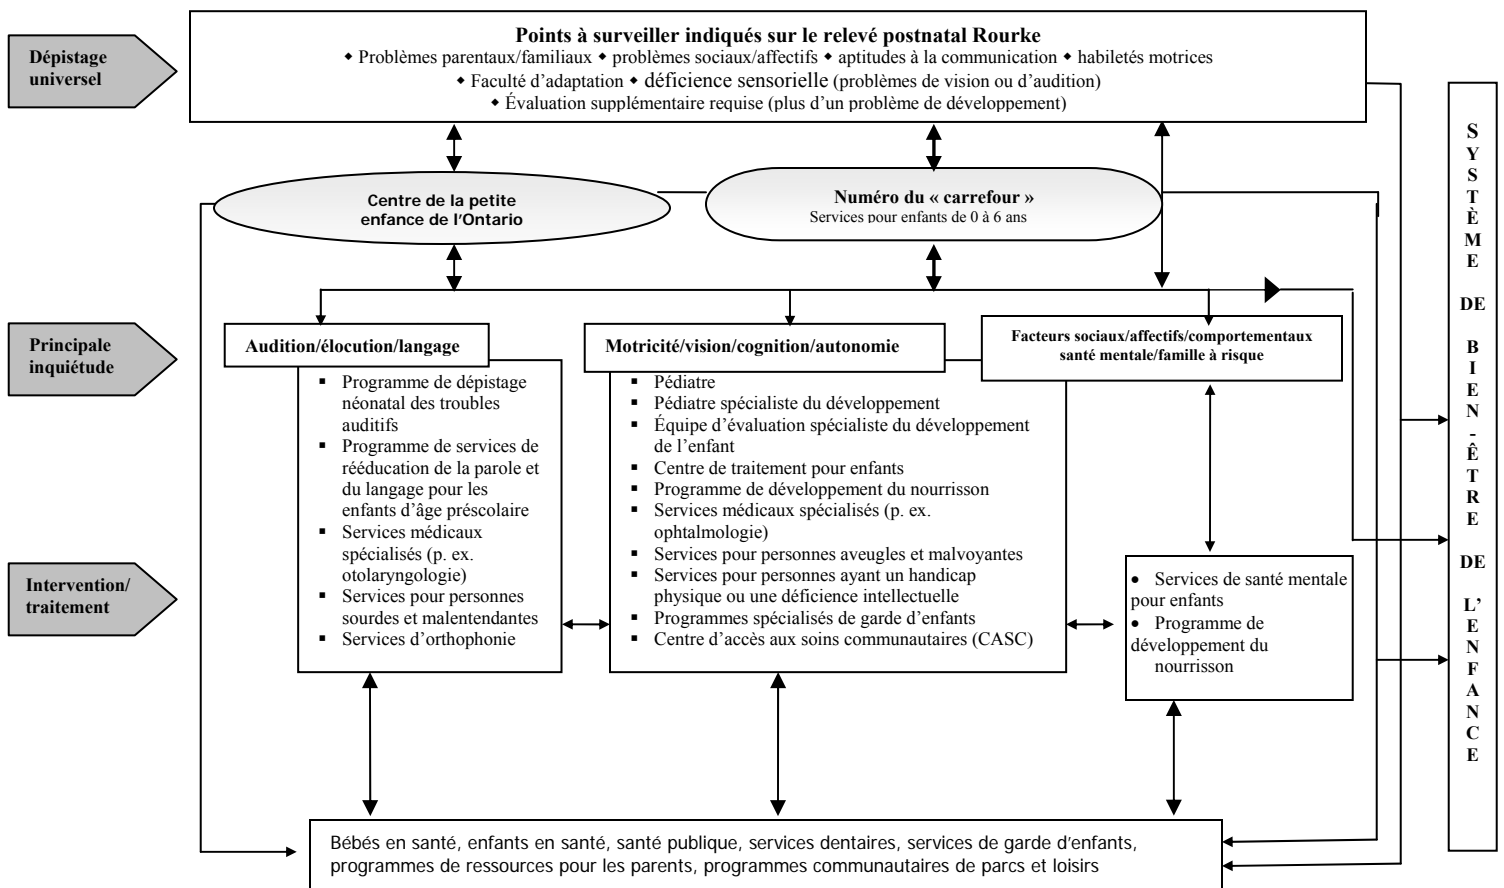 Dépistage
universel
Points à surveiller indiqués sur le relevé postnatal Rourke
◆ Problèmes parentaux/familiaux ◆ problèmes sociaux/affectifs ◆ aptitudes à la communication ◆ habiletés motrices
◆ Faculté d'adaptation ◆ déficience sensorielle (problèmes de vision ou d'audition)
◆ Évaluation supplémentaire requise (plus d'un problème de développement)
Centre de la petite
enfance de l'Ontario
Numéro du « carrefour »
Services pour enfants de 0 à 6 ans
Principale
inquiétude
Audition/élocution/langage
Motricité/vision/cognition/autonomie
Facteurs sociaux/affectifs/comportementaux
santé mentale/famille à risque
Intervention/
traitement
▪ Programme de dépistage
néonatal des troubles
auditifs
▪ Programme de services de
rééducation de la parole et
du langage pour les
enfants d'âge préscolaire
▪ Services médicaux
spécialisés (p. ex.
otolaryngologie)
▪ Services pour personnes
sourdes et malentendantes
▪ Services d'orthophonie
▪ Pédiatre
▪ Pédiatre spécialiste du développement
▪ Équipe d'évaluation spécialiste du développement
de l'enfant
▪ Centre de traitement pour enfants
▪ Programme de développement du nourrisson
▪ Services médicaux spécialisés (p. ex.
ophtalmologie)
▪ Services pour personnes aveugles et malvoyantes
▪ Services pour personnes ayant un handicap
physique ou une déficience intellectuelle
▪ Programmes spécialisés de garde d'enfants
▪ Centre d'accès aux soins communautaires (CASC)
• Services de santé mentale
pour enfants
• Programme de
développement du
nourrisson
Bébés en santé, enfants en santé, santé publique, services dentaires, services de garde d'enfants,
programmes de ressources pour les parents, programmes communautaires de parcs et loisirs
SYSTÈME DE BIEN-ÊTRE DE L'ENFANCE